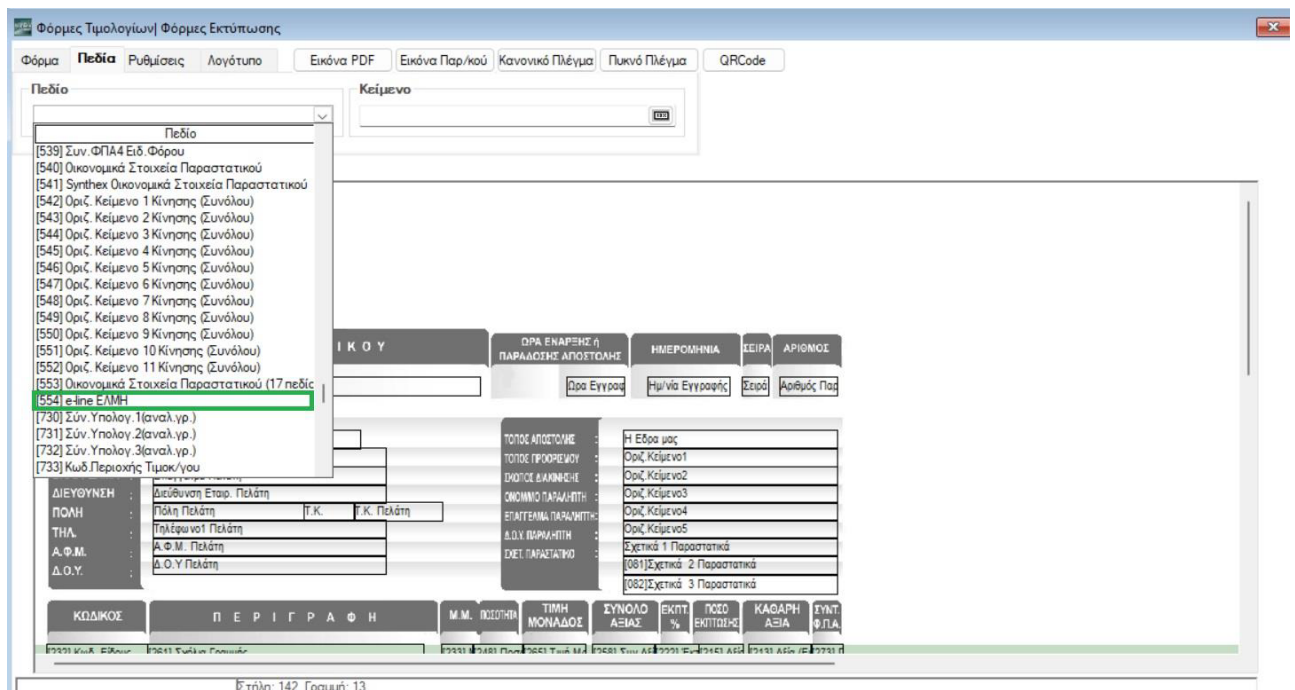 Φόρμες Τιμολογίων| Φόρμες Εκτύπωσης
Φόρμα Πεδία Ρυθμίσεις Λογότυπο Εικόνα PDF Εικόνα Παρ/κού Κανονικό Πλέγμα Πυκνό Πλέγμα QRCode
Πεδίο Κείμενο
Πεδίο
[539] Συν.ΦΠΑ4 Ειδ.Φόρου
[540] Οικονομικά Στοιχεία Παραστατικού
[541] Synthex Οικονομικά Στοιχεία Παραστατικού
[542] Οριζ. Κείμενο 1 Κίνησης (Συνόλου)
[543] Οριζ. Κείμενο 2 Κίνησης (Συνόλου)
[544] Οριζ. Κείμενο 3 Κίνησης (Συνόλου)
[545] Οριζ. Κείμενο 4 Κίνησης (Συνόλου)
[546] Οριζ. Κείμενο 5 Κίνησης (Συνόλου)
[547] Οριζ. Κείμενο 6 Κίνησης (Συνόλου)
[548] Οριζ. Κείμενο 7 Κίνησης (Συνόλου)
[549] Οριζ. Κείμενο 8 Κίνησης (Συνόλου)
[550] Οριζ. Κείμενο 9 Κίνησης (Συνόλου)
[551] Οριζ. Κείμενο 10 Κίνησης (Συνόλου)
[552] Οριζ. Κείμενο 11 Κίνησης (Συνόλου)
[553] Οικονομικά Στοιχεία Παραστατικού (17 πεδίο
[554] e-line ΕΛΜΗ
[730] Σύν.Υπολογ.1(αναλ.γρ.)
[731] Σύν.Υπολογ.2(αναλ.γρ.)
[732] Σύν.Υπολογ.3(αναλ.γρ.)
[733] Κωδ.Περιοχής Τιμοκ/γου
Ι Κ Ο Υ ΩΡΑ ΕΝΑΡΞΗΣ ή ΗΜΕΡΟΜΗΝΙΑ ΣΕΙΡΑ ΑΡΙΘΜΟΣ
ΠΑΡΑΔΟΣΗΣ ΑΠΟΣΤΟΛΗΣ
Ώρα Εγγραφ Ημ/νία Εγγραφής Σειρά Αριθμός Παρ
ΤΟΠΟΣ ΑΠΟΣΤΟΛΗΣ : Η Εδρα μας
ΤΟΠΟΣ ΠΡΟΟΡΙΣΜΟΥ : Οριζ.Κείμενο1
ΣΚΟΠΟΣ ΔΙΑΚΙΝΗΣΗΣ : Οριζ.Κείμενο2
ΔΙΕΥΘΥΝΣΗ : Διεύθυνση Εταιρ. Πελάτη ΟΝΟΜ/ΜΟ ΠΑΡΑΛΗΠΤΗ : Οριζ.Κείμενο3
ΠΟΛΗ : Πόλη Πελάτη Τ.Κ. Τ.Κ. Πελάτη ΕΠΑΓΓΕΛΜΑ ΠΑΡΑΛΗΠΤΗ: Οριζ.Κείμενο4
ΤΗΛ. : Τηλέφωνο1 Πελάτη Δ.Ο.Υ. ΠΑΡΑΛΗΠΤΗ : Οριζ.Κείμενο5
Α.Φ.Μ. : Α.Φ.Μ. Πελάτη ΣΧΕΤ. ΠΑΡΑΣΤΑΤΙΚΟ : Σχετικά 1 Παραστατικά
Δ.Ο.Υ. : Δ.Ο.Υ Πελάτη [081]Σχετικά 2 Παραστατικά
[082]Σχετικά 3 Παραστατικά
ΚΩΔΙΚΟΣ Π Ε Ρ Ι Γ Ρ Α Φ Η Μ.Μ. ΠΟΣΟΤΗΤΑ ΤΙΜΗ ΜΟΝΑΔΟΣ ΣΥΝΟΛΟ ΑΞΙΑΣ ΕΚΠΤ. % ΠΟΣΟ ΕΚΠΤΩΣΗΣ ΚΑΘΑΡΗ ΑΞΙΑ ΣΥΝΤ. Φ.Π.Α.
[232] Κωδ. Είδους [261] Σχόλια Γραμμής
Στήλη: 142, Γραμμή: 13